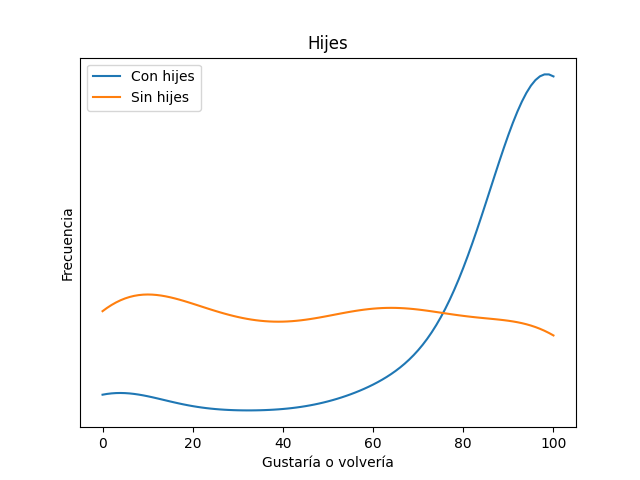 Hijes
Con hijes
Sin hijes
Frecuencia
0 20 40 60 80 100
Gustaría o volvería